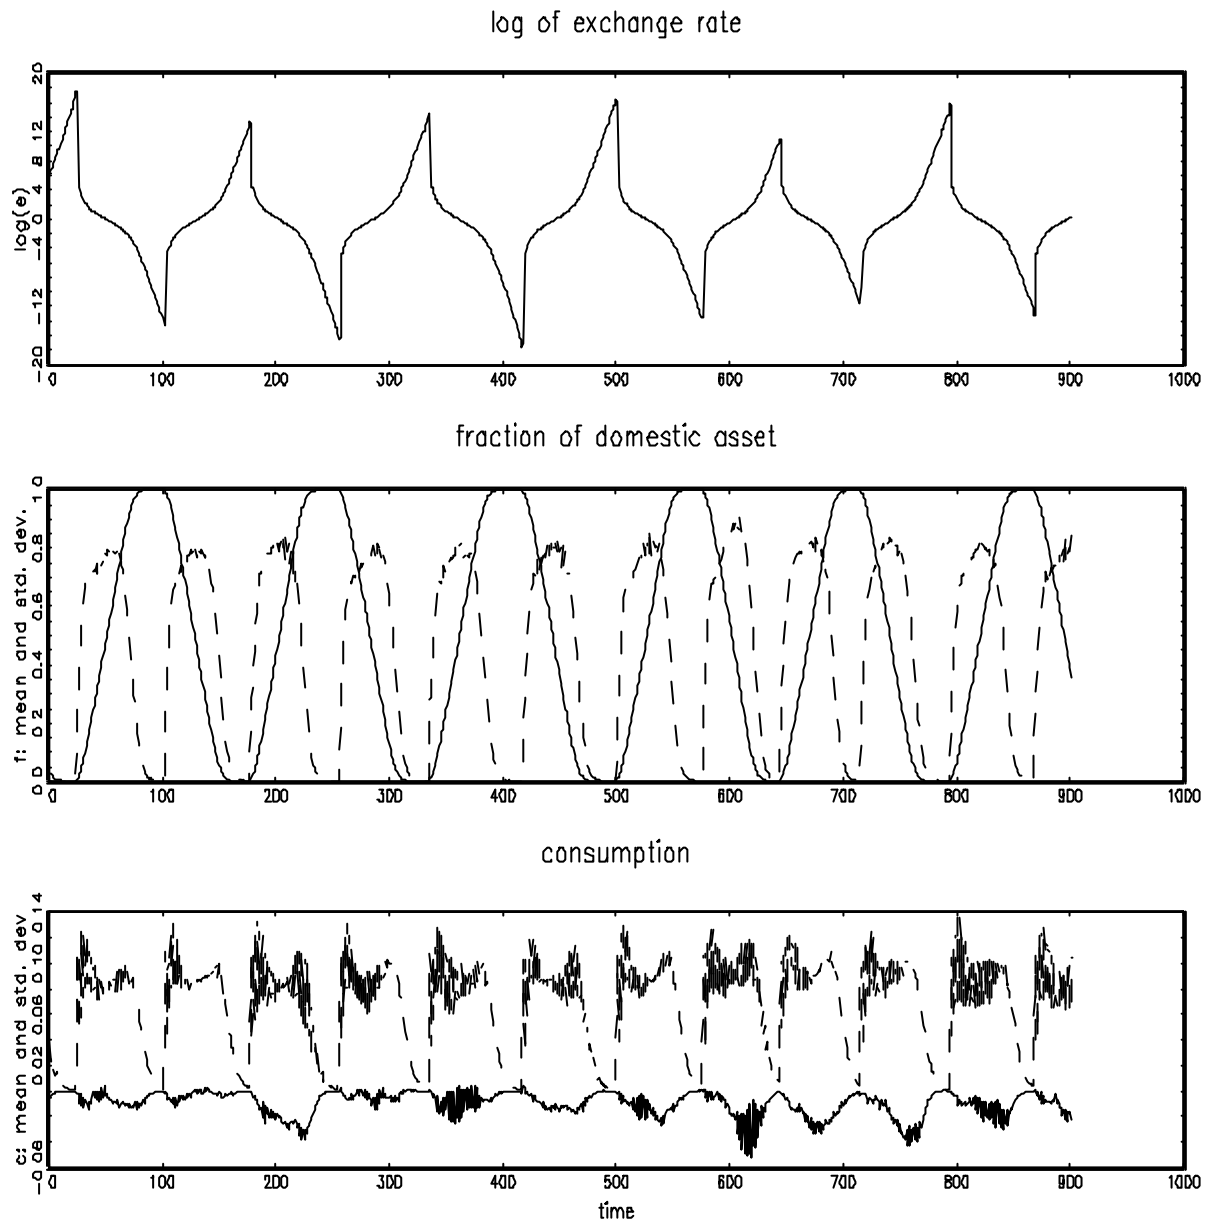 log of exchange rate
log(e)
20
12
8
4
0
-4
-12
-20
0 100 200 300 400 500 600 700 800 900 1000
fraction of domestic asset
f: mean and std. dev.
1.0
0.8
0.6
0.4
0.2
0.0
0 100 200 300 400 500 600 700 800 900 1000
consumption
c: mean and std. dev
0.14
0.10
0.06
0.02
-0.06
0 100 200 300 400 500 600 700 800 900 1000
time